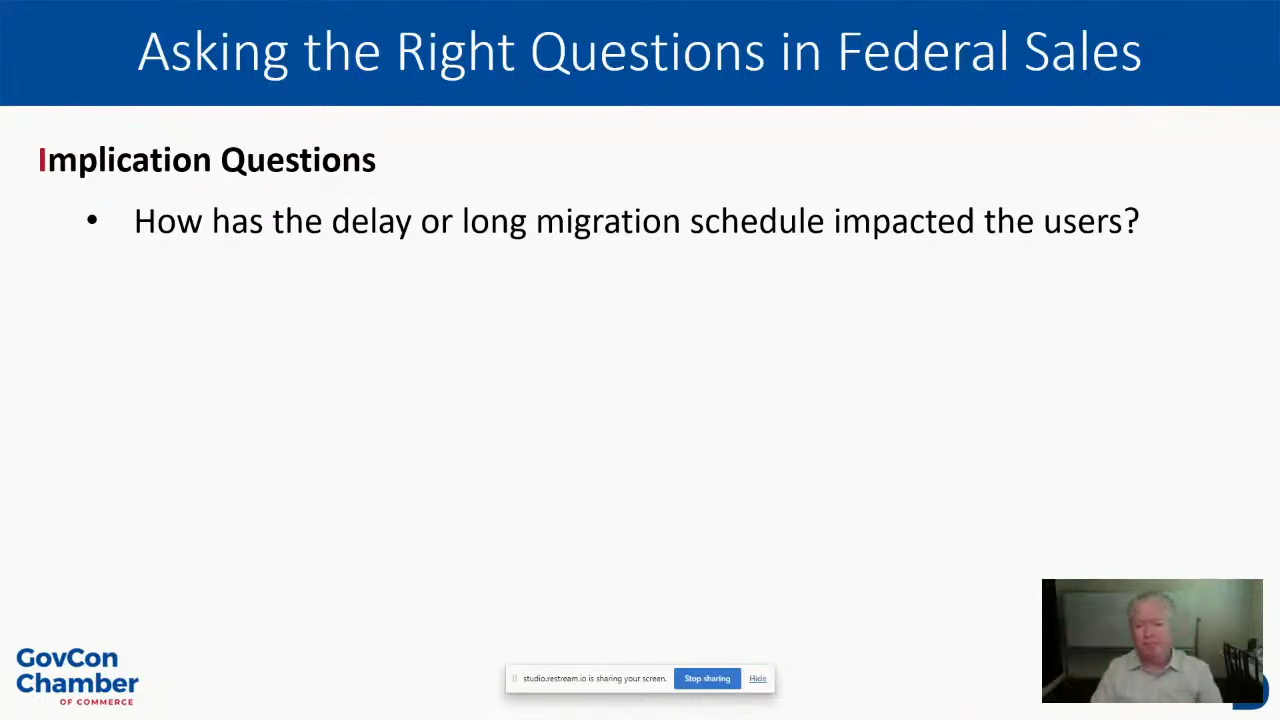 Asking the Right Questions in Federal Sales
Implication Questions
• How has the delay or long migration schedule impacted the users?
GovCon
Chamber
OF COMMERCE
studio.restream.io is sharing your screen.
Stop sharing
Hide